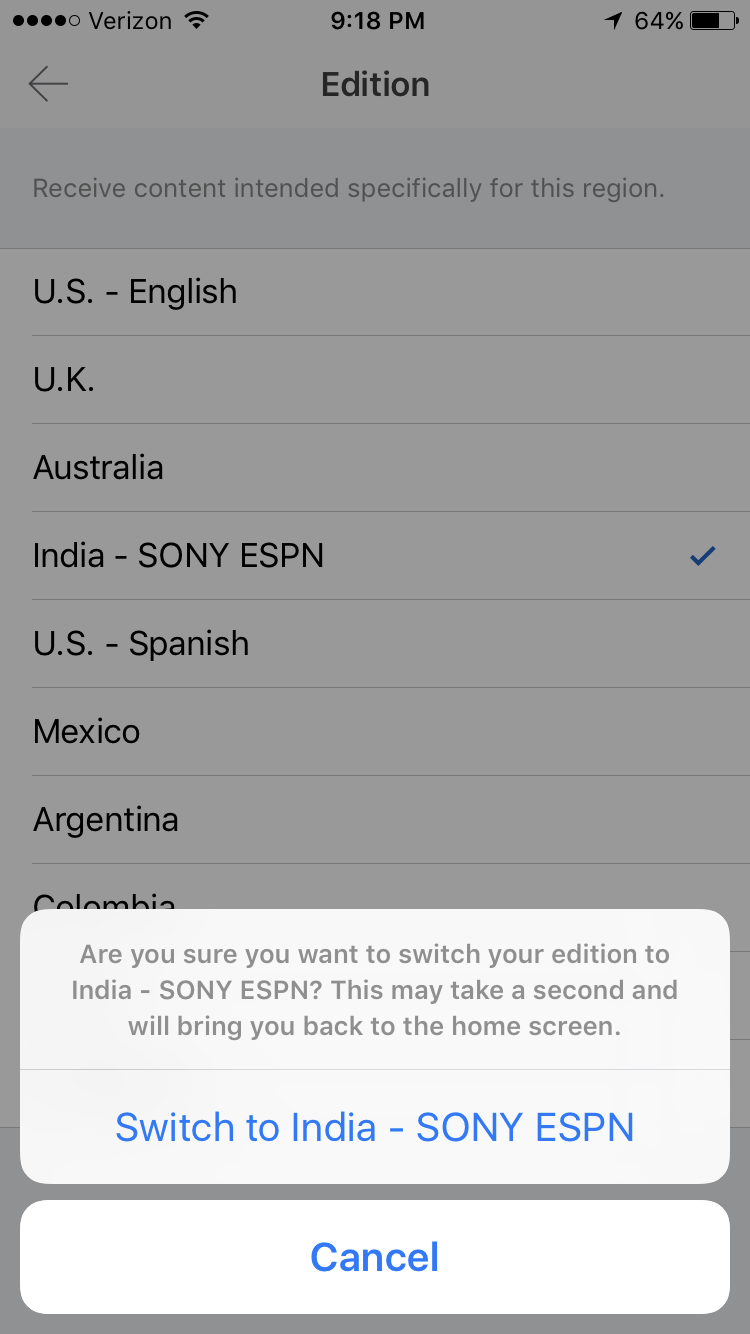 Verizon 9:18 PM 64%
Edition
Receive content intended specifically for this region.
U.S. - English
U.K.
Australia
India - SONY ESPN
U.S. - Spanish
Mexico
Argentina
Colombia
Are you sure you want to switch your edition to
India - SONY ESPN? This may take a second and
will bring you back to the home screen.
Switch to India - SONY ESPN
Cancel